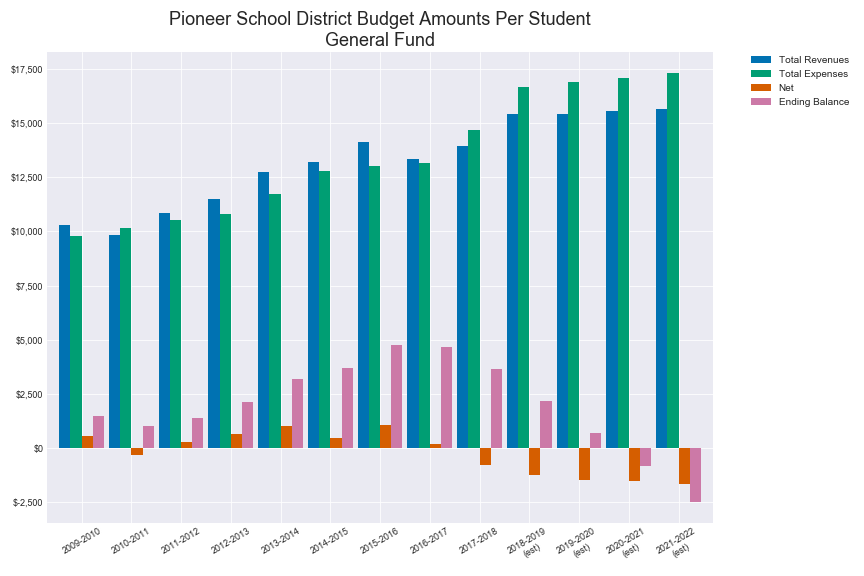 Pioneer School District Budget Amounts Per Student
General Fund
Total Revenues
Total Expenses
Net
Ending Balance
$17,500
$15,000
$12,500
$10,000
$7,500
$5,000
$2,500
$0
$-2,500
2009-2010
2010-2011
2011-2012
2012-2013
2013-2014
2014-2015
2015-2016
2016-2017
2017-2018
2018-2019
(est)
2019-2020
(est)
2020-2021
(est)
2021-2022
(est)